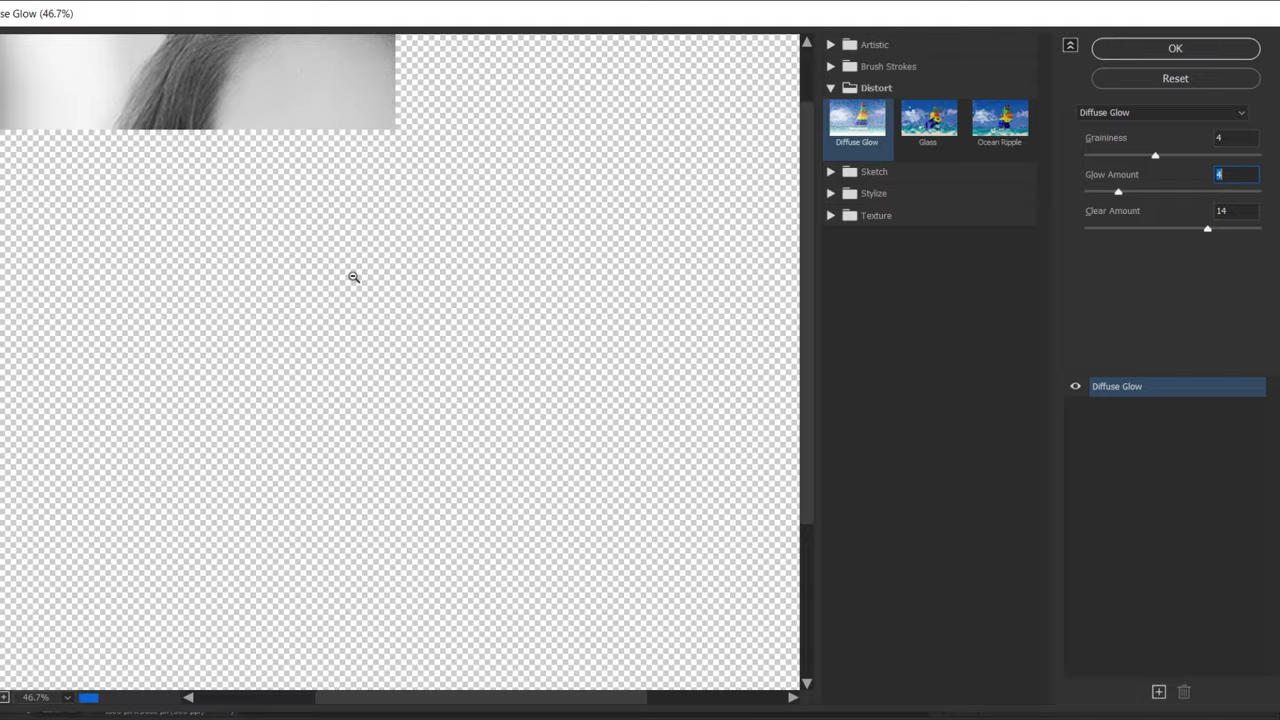 se Glow (46.7%)
Artistic
Brush Strokes
Distort
Diffuse Glow
Glass
Ocean Ripple
Sketch
Stylize
Texture
OK
Reset
Diffuse Glow
Graininess 4
Glow Amount 4
Clear Amount 14
Diffuse Glow
46.7%